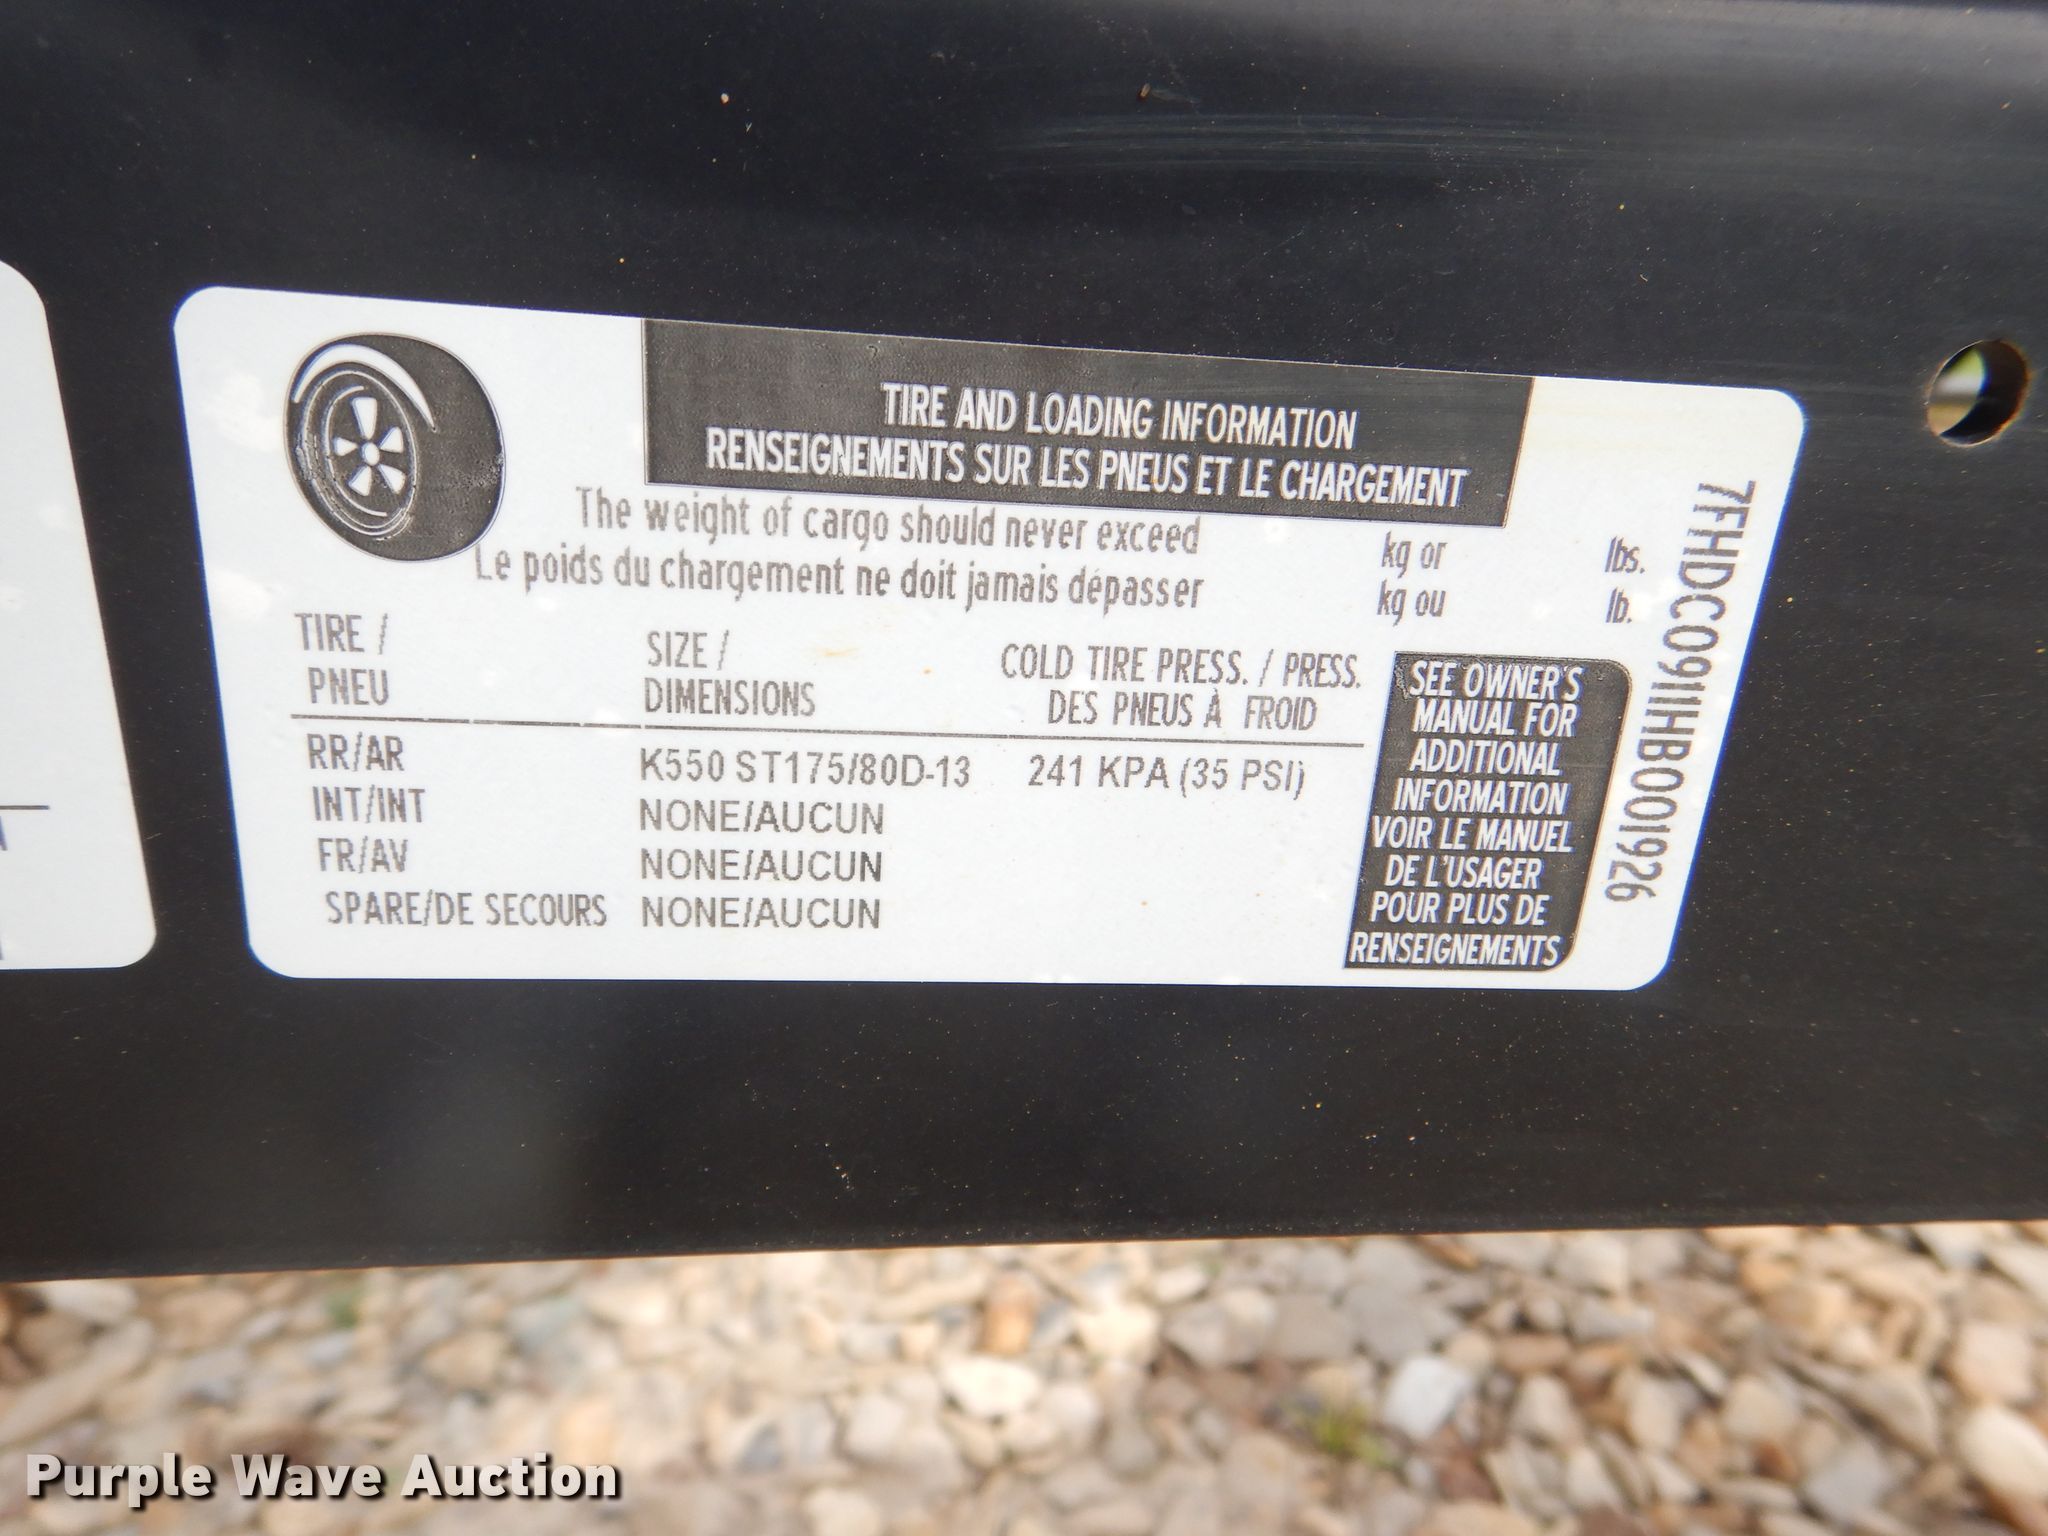 TIRE AND LOADING INFORMATION
RENSEIGNEMENTS SUR LES PNEUS ET LE CHARGEMENT
The weight of cargo should never exceed kg or lbs.
Le poids du chargement ne doit jamais dépasser kg ou lb.
TIRE / SIZE / COLD TIRE PRESS. / PRESS.
PNEU DIMENSIONS DES PNEUS À FROID
RR/AR K550 ST175/80D-13 241 KPA (35 PSI)
INT/INT NONE/AUCUN
FR/AV NONE/AUCUN
SPARE/DE SECOURS NONE/AUCUN
SEE OWNER'S
MANUAL FOR
ADDITIONAL
INFORMATION
VOIR LE MANUEL
DE L'USAGER
POUR PLUS DE
RENSEIGNEMENTS
7FHDC0911HB001926
Purple Wave Auction